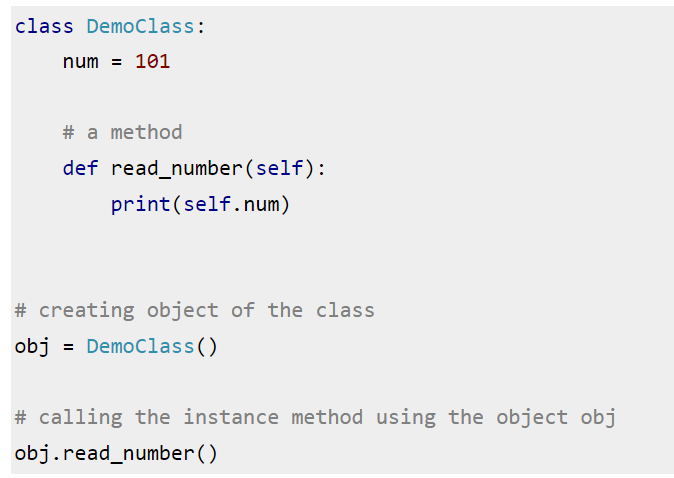 class DemoClass:
    num = 101
    # a method
    def read_number(self):
        print(self.num)
# creating object of the class
obj = DemoClass()
# calling the instance method using the object obj
obj.read_number()